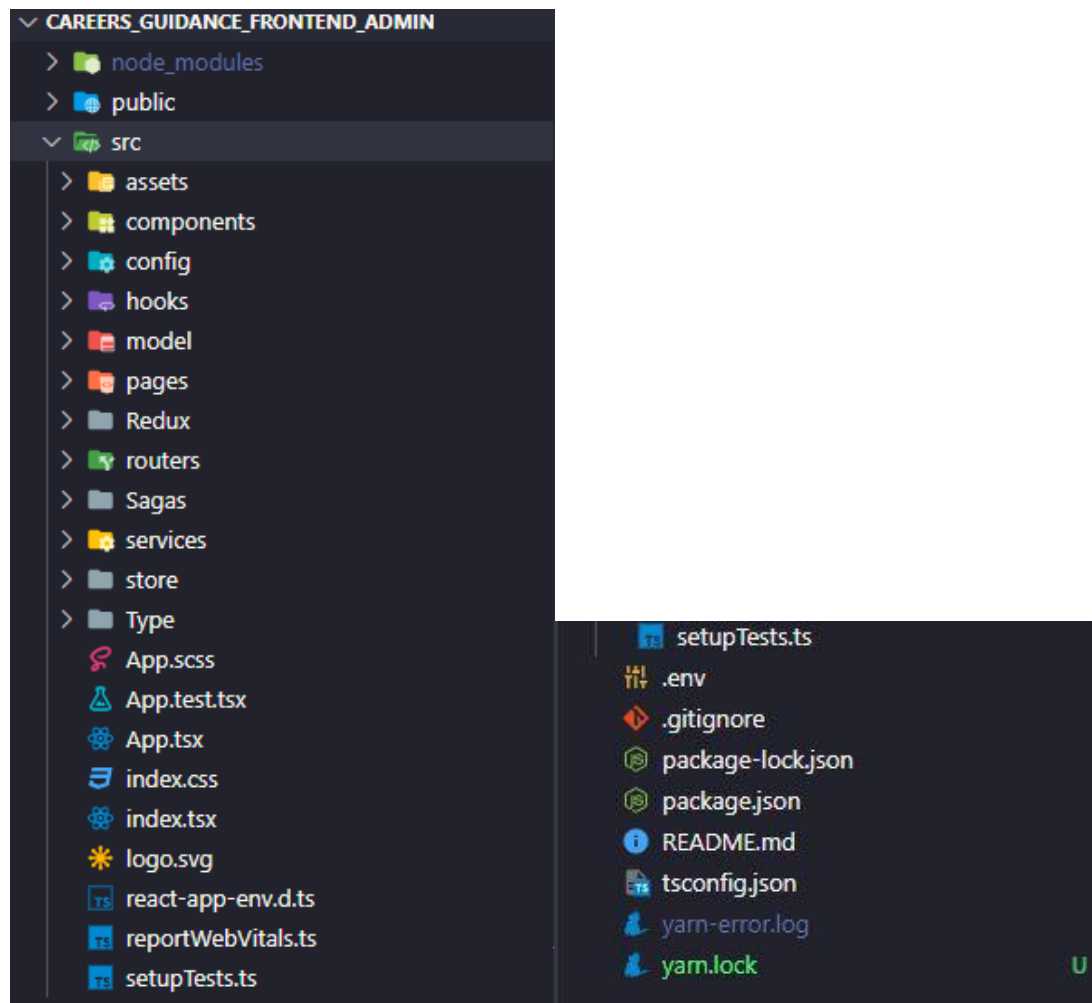 CAREERS_GUIDANCE_FRONTEND_ADMIN
node_modules
public
src
assets
components
config
hooks
model
pages
Redux
routers
Sagas
services
store
Type
App.scss
App.test.tsx
App.tsx
index.css
index.tsx
logo.svg
react-app-env.d.ts
reportWebVitals.ts
setupTests.ts
setupTests.ts
.env
.gitignore
package-lock.json
package.json
README.md
tsconfig.json
yarn-error.log
yarn.lock U